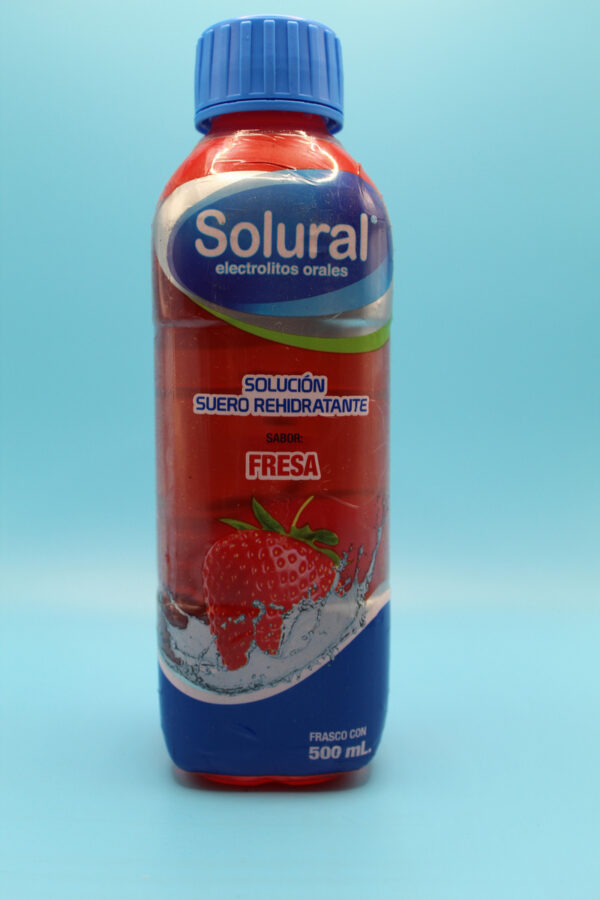 Solural®
electrolitos orales
SOLUCIÓN
SUERO REHIDRATANTE
SABOR:
FRESA
FRASCO CON
500 mL.